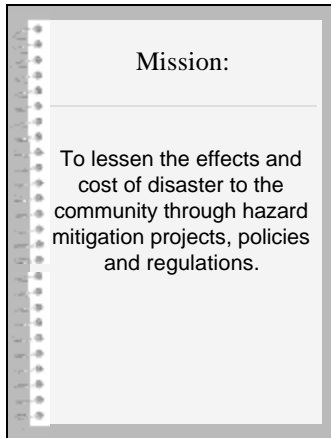 Mission:
To lessen the effects and
cost of disaster to the
community through hazard
mitigation projects, policies
and regulations.